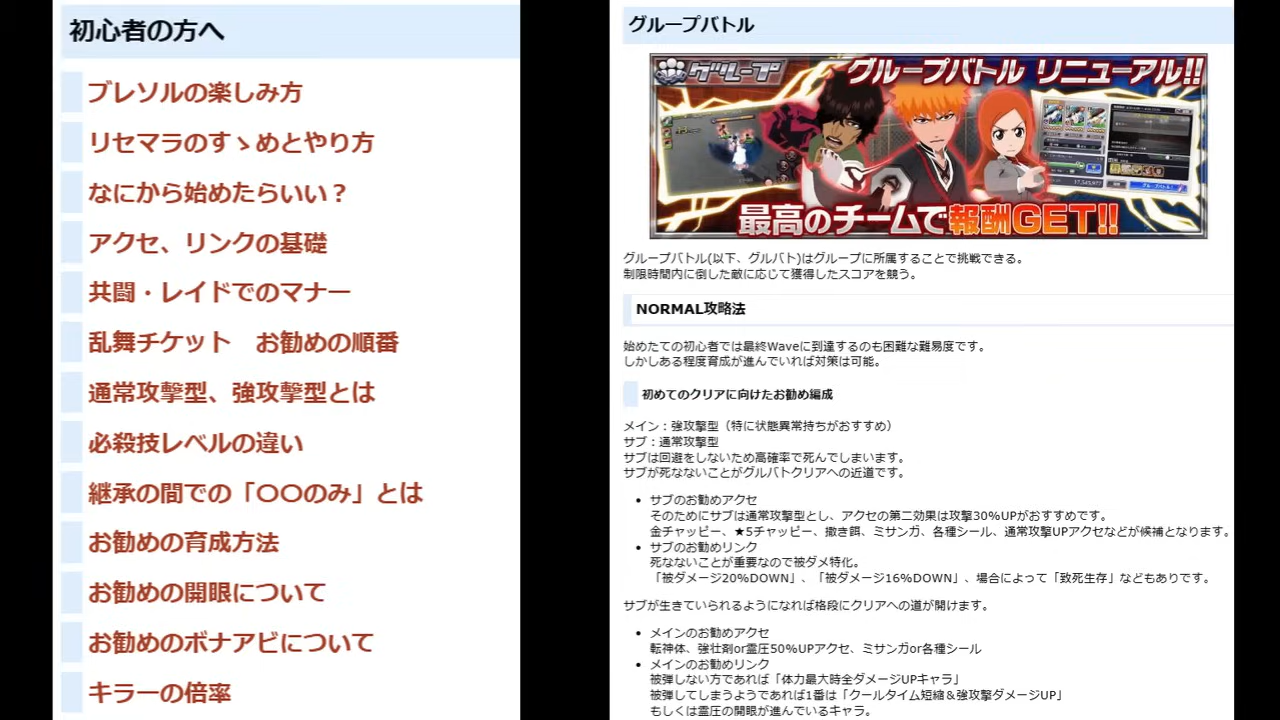 初心者の方へ
ブレソルの楽しみ方
リセマラのすゝめとやり方
なにから始めたらいい？
アクセ、リンクの基礎
共闘・レイドでのマナー
乱舞チケット　お勧めの順番
通常攻撃型、強攻撃型とは
必殺技レベルの違い
継承の間での「〇〇のみ」とは
お勧めの育成方法
お勧めの開眼について
お勧めのボナアビについて
キラーの倍率
グループバトル
グループ
グループバトル リニューアル!!
最高のチームで報酬GET!!
グループバトル(以下、グルバト)はグループに所属することで挑戦できる。
制限時間内に倒した敵に応じて獲得したスコアを競う。
NORMAL攻略法
始めたての初心者では最終Waveに到達するのも困難な難易度です。
しかしある程度育成が進んでいれば対策は可能。
初めてのクリアに向けたお勧め編成
メイン：強攻撃型（特に状態異常持ちがおすすめ）
サブ：通常攻撃型
サブは回避をしないため高確率で死んでしまいます。
サブが死なないことがグルバトクリアへの近道です。
• サブのお勧めアクセ
そのためにサブは通常攻撃型とし、アクセの第二効果は攻撃30%UPがおすすめです。
金チャッピー、★5チャッピー、撒き餌、ミサンガ、各種シール、通常攻撃UPアクセなどが候補となります。
• サブのお勧めリンク
死なないことが重要なので被ダメ特化。
「被ダメージ20%DOWN」、「被ダメージ16%DOWN」、場合によって「致死生存」などもありです。
サブが生きていられるようになれば格段にクリアへの道が開けます。
• メインのお勧めアクセ
転神体、強壮剤or霊圧50%UPアクセ、ミサンガor各種シール
• メインのお勧めリンク
被弾しない方であれば「体力最大時全ダメージUPキャラ」
被弾してしまうようであれば1番は「クールタイム短縮＆強攻撃ダメージUP」
もしくは霊圧の開眼が進んでいるキャラ。